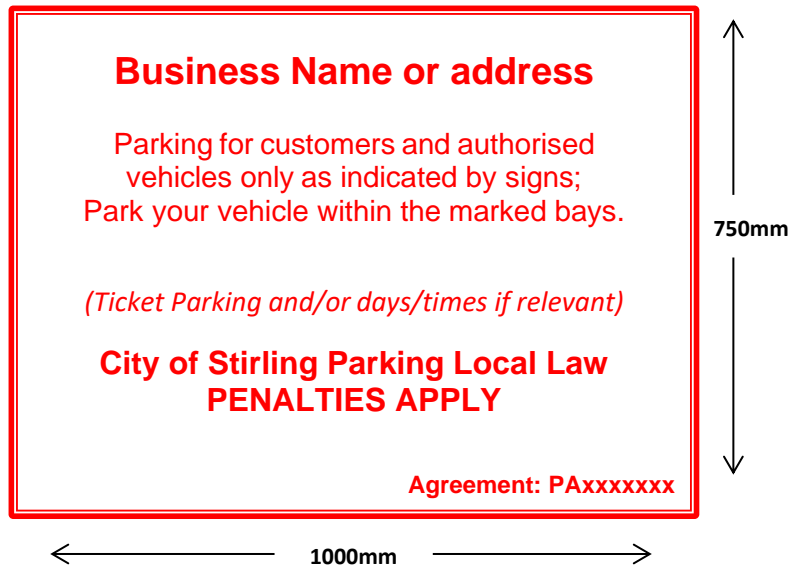 Business Name or address
Parking for customers and authorised
vehicles only as indicated by signs;
Park your vehicle within the marked bays.
750mm
(Ticket Parking and/or days/times if relevant)
City of Stirling Parking Local Law
PENALTIES APPLY
Agreement: PAxxxxxxx
1000mm